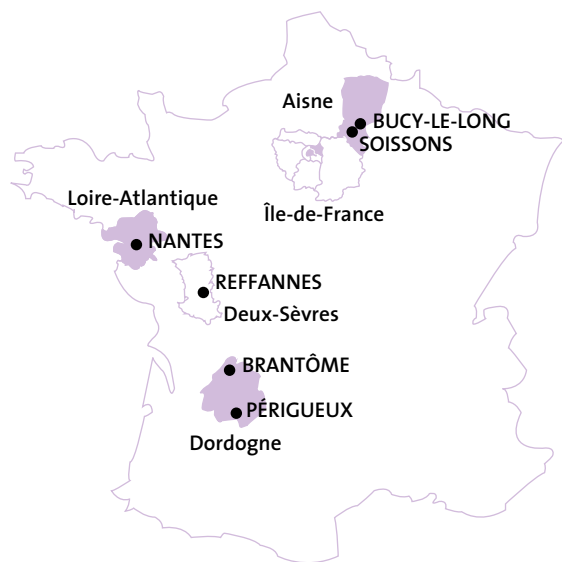 Aisne
BUCY-LE-LONG
SOISSONS
Loire-Atlantique
Île-de-France
NANTES
REFFANNES
Deux-Sèvres
BRANTÔME
PÉRIGUEUX
Dordogne